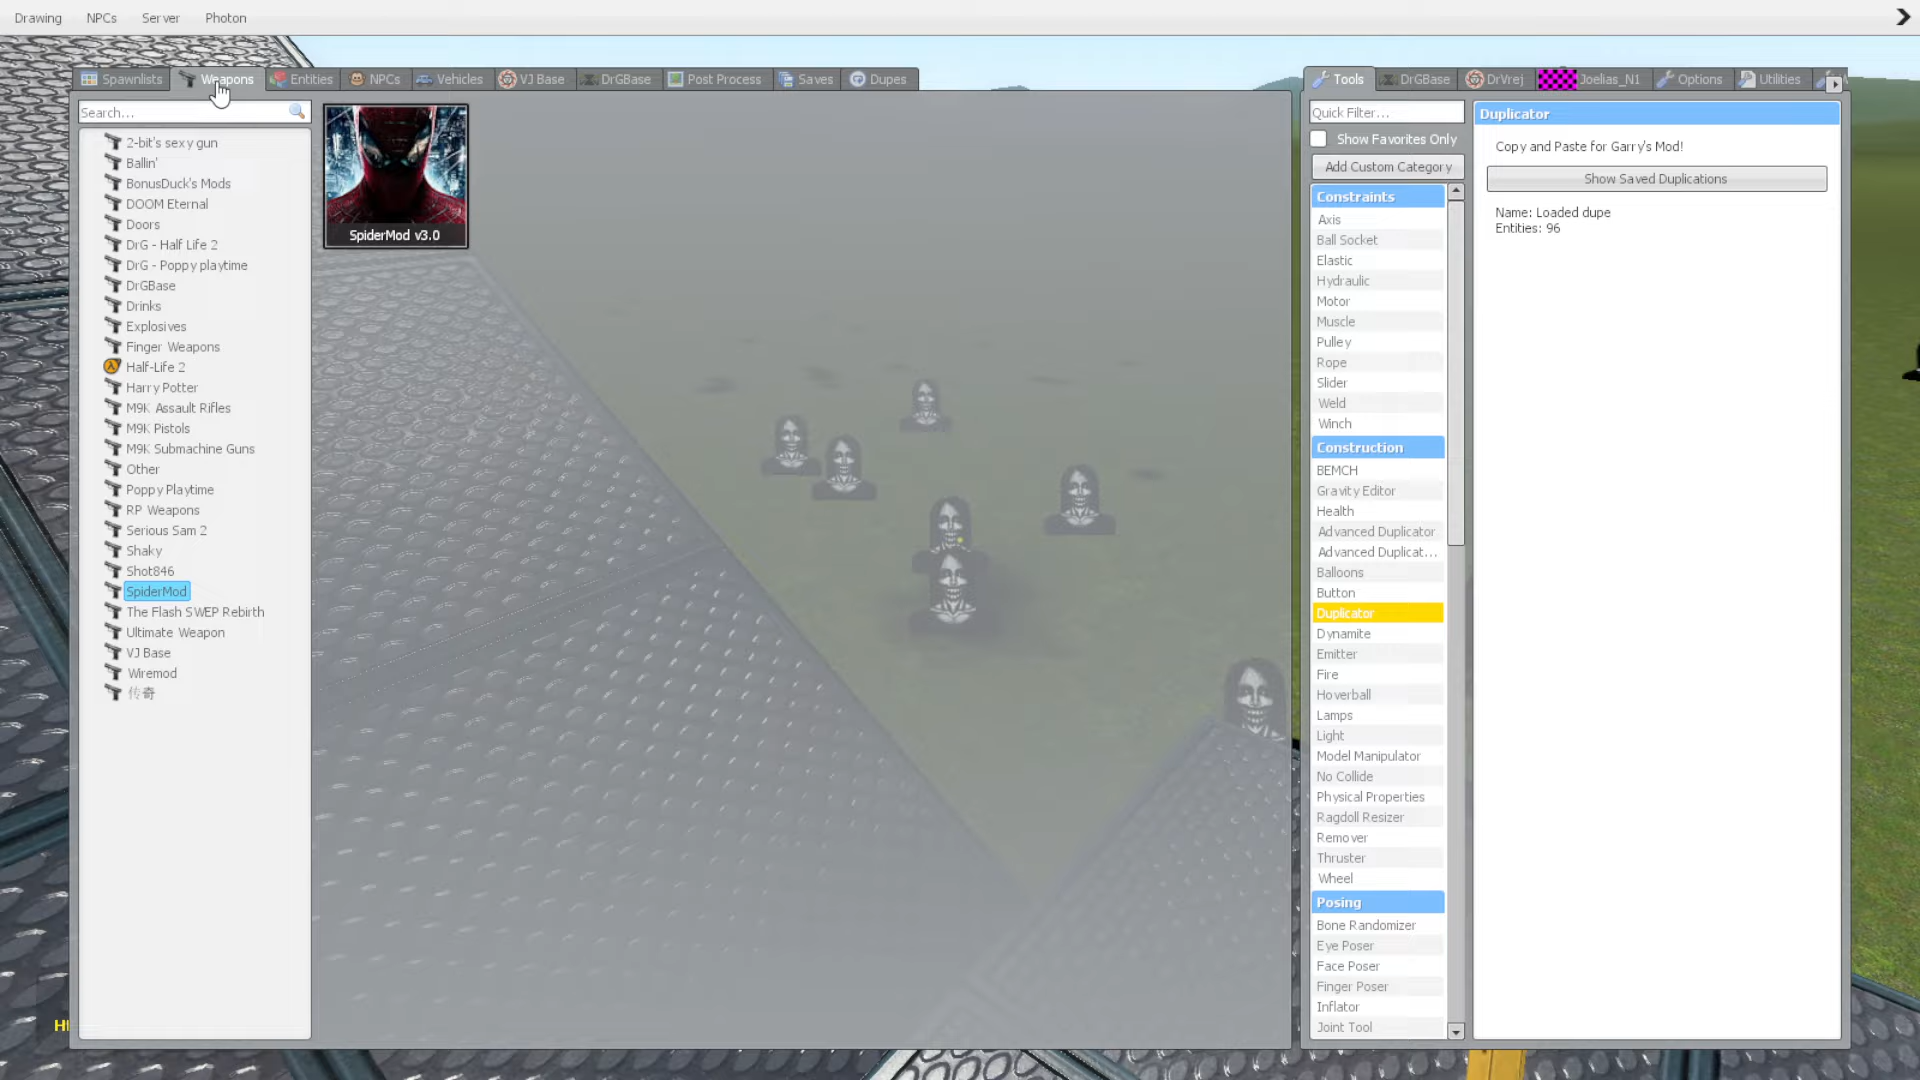 Drawing NPCs Server Photon
Spawnlists Weapons Entities NPCs Vehicles VJ Base DrGBase Post Process Saves Dupes
Search...
2-bit's sexy gun
Ballin'
BonusDuck's Mods
DOOM Eternal
Doors
DrG - Half Life 2
DrG - Poppy playtime
DrGBase
Drinks
Explosives
Finger Weapons
Half-Life 2
Harry Potter
M9K Assault Rifles
M9K Pistols
M9K Submachine Guns
Other
Poppy Playtime
RP Weapons
Serious Sam 2
Shaky
Shot846
SpiderMod
The Flash SWEP Rebirth
Ultimate Weapon
VJ Base
Wiremod
传奇
SpiderMod v3.0
Tools DrGBase DrVrej Joelias_N1 Options Utilities
Quick Filter...
Show Favorites Only
Add Custom Category
Constraints
Axis
Ball Socket
Elastic
Hydraulic
Motor
Muscle
Pulley
Rope
Slider
Weld
Winch
Construction
BEMCH
Gravity Editor
Health
Advanced Duplicator
Advanced Duplicat...
Balloons
Button
Duplicator
Dynamite
Emitter
Fire
Hoverball
Lamps
Light
Model Manipulator
No Collide
Physical Properties
Ragdoll Resizer
Remover
Thruster
Wheel
Posing
Bone Randomizer
Eye Poser
Face Poser
Finger Poser
Inflator
Joint Tool
Duplicator
Copy and Paste for Garry's Mod!
Show Saved Duplications
Name: Loaded dupe
Entities: 96